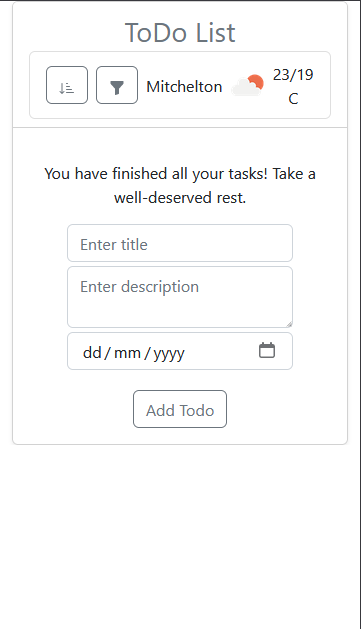 ToDo List
Mitchelton
23/19
C
You have finished all your tasks! Take a
well-deserved rest.
Enter title
Enter description
dd/mm/yyyy
Add Todo